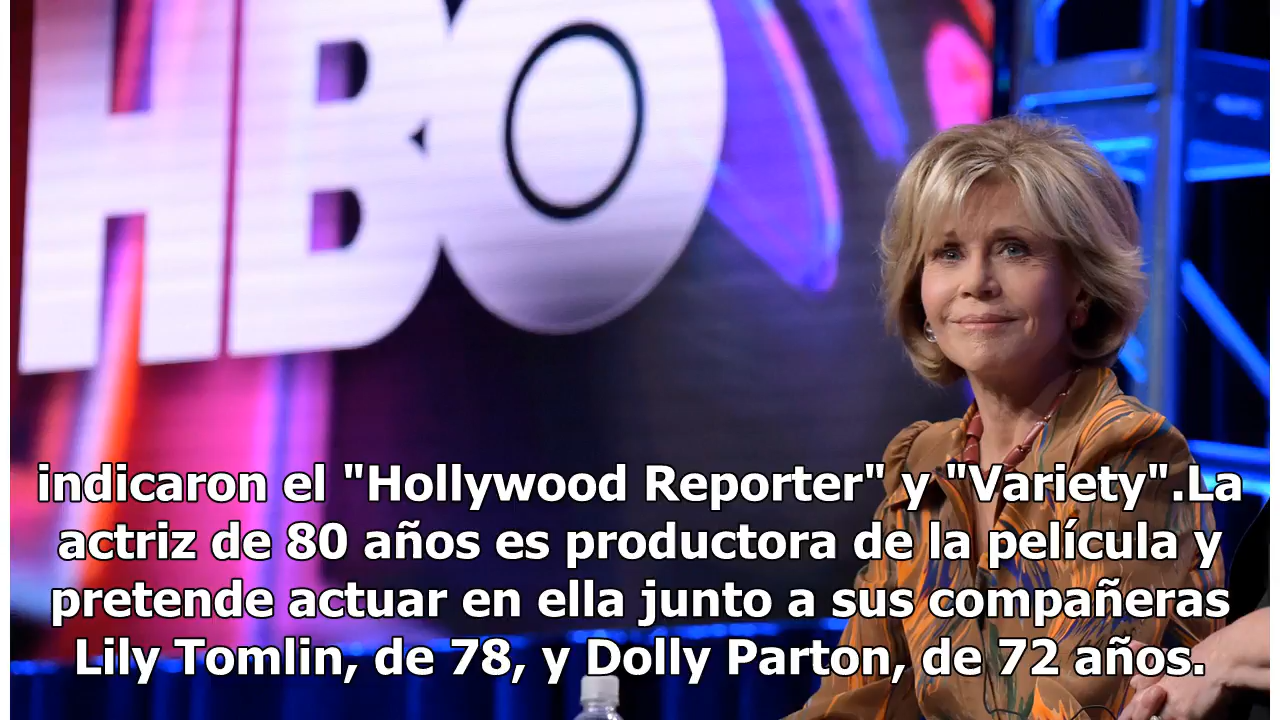 HBO
indicaron el "Hollywood Reporter" y "Variety".La
actriz de 80 años es productora de la película y
pretende actuar en ella junto a sus compañeras
Lily Tomlin, de 78, y Dolly Parton, de 72 años.